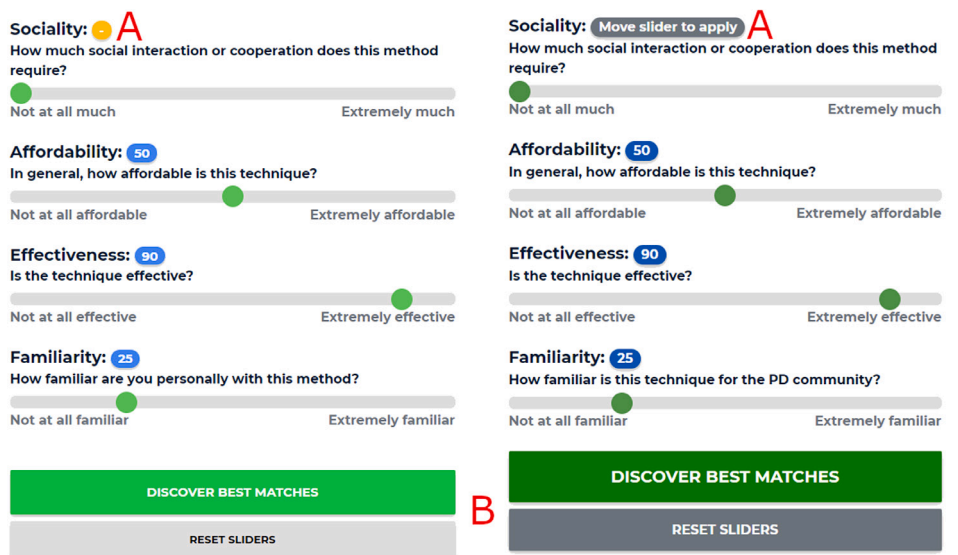 Sociality: - A
How much social interaction or cooperation does this method
require?
Not at all much Extremely much
Affordability: 50
In general, how affordable is this technique?
Not at all affordable Extremely affordable
Effectiveness: 90
Is the technique effective?
Not at all effective Extremely effective
Familiarity: 25
How familiar are you personally with this method?
Not at all familiar Extremely familiar
DISCOVER BEST MATCHES
RESET SLIDERS
B
Sociality: Move slider to apply A
How much social interaction or cooperation does this method
require?
Not at all much Extremely much
Affordability: 50
In general, how affordable is this technique?
Not at all affordable Extremely affordable
Effectiveness: 90
Is the technique effective?
Not at all effective Extremely effective
Familiarity: 25
How familiar is this technique for the PD community?
Not at all familiar Extremely familiar
DISCOVER BEST MATCHES
RESET SLIDERS